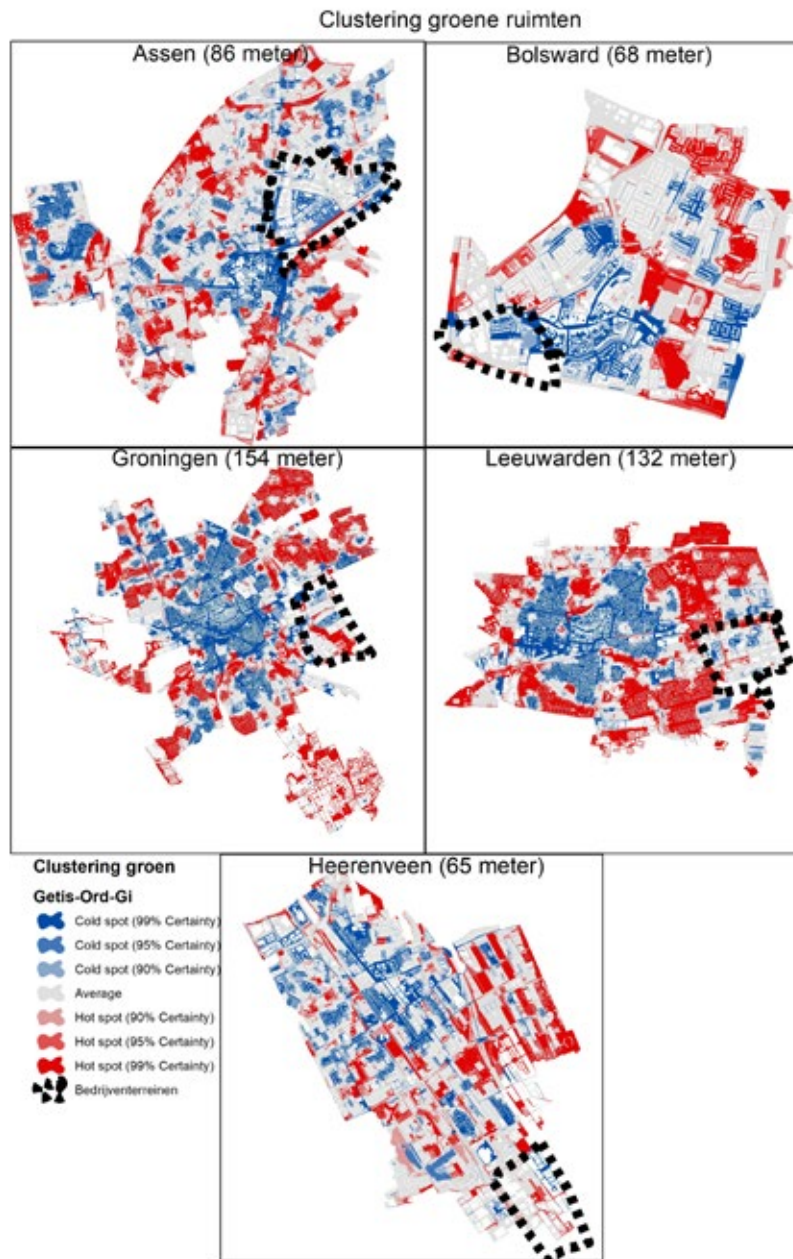 Clustering groene ruimten
Assen (86 meter)
Bolsward (68 meter)
Groningen (154 meter)
Leeuwarden (132 meter)
Heerenveen (65 meter)
Clustering groen
Getis-Ord-Gi
Cold spot (99% Certainty)
Cold spot (95% Certainty)
Cold spot (90% Certainty)
Average
Hot spot (90% Certainty)
Hot spot (95% Certainty)
Hot spot (99% Certainty)
Bedrijventerreinen